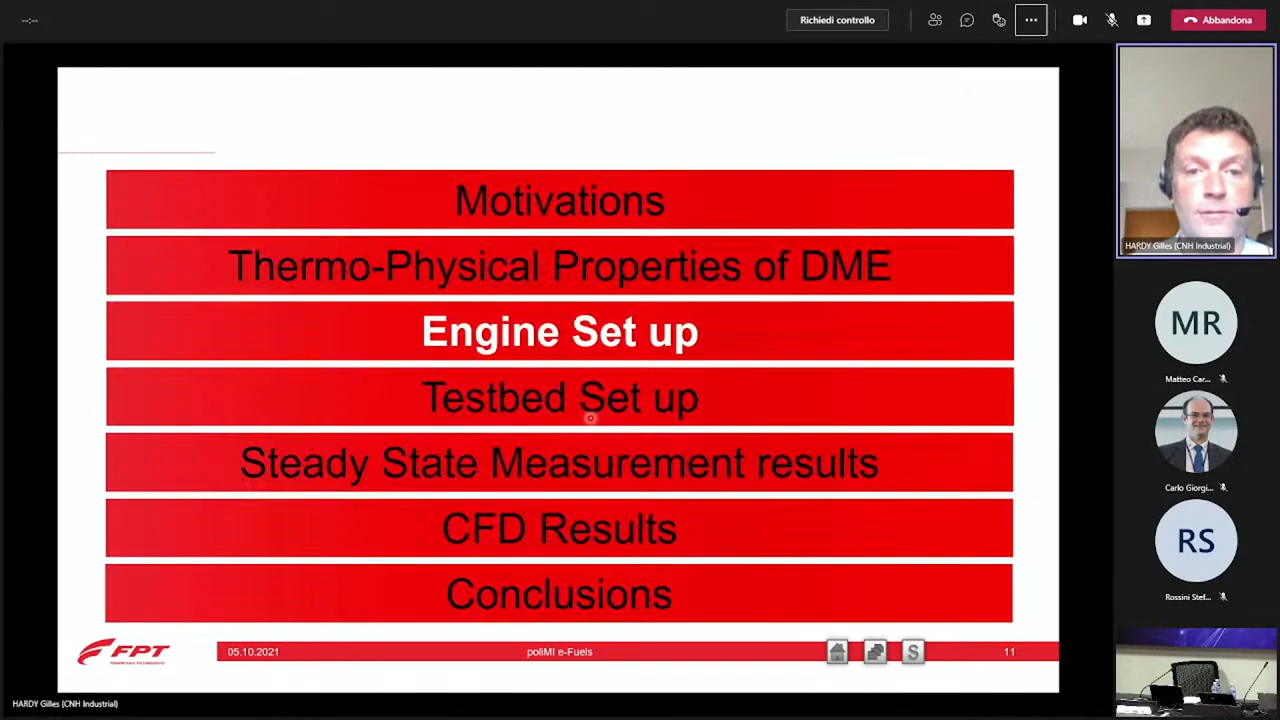 --:--
Richiedi controllo
Abbandona
Motivations
Thermo-Physical Properties of DME
Engine Set up
Testbed Set up
Steady State Measurement results
CFD Results
Conclusions
FPT
05.10.2021
poliMI e-Fuels
S
11
HARDY Gilles (CNH Industrial)
HARDY Gilles (CNH Industrial)
MR
Matteo Car...
Carlo Giorgi...
RS
Rossini Stef...